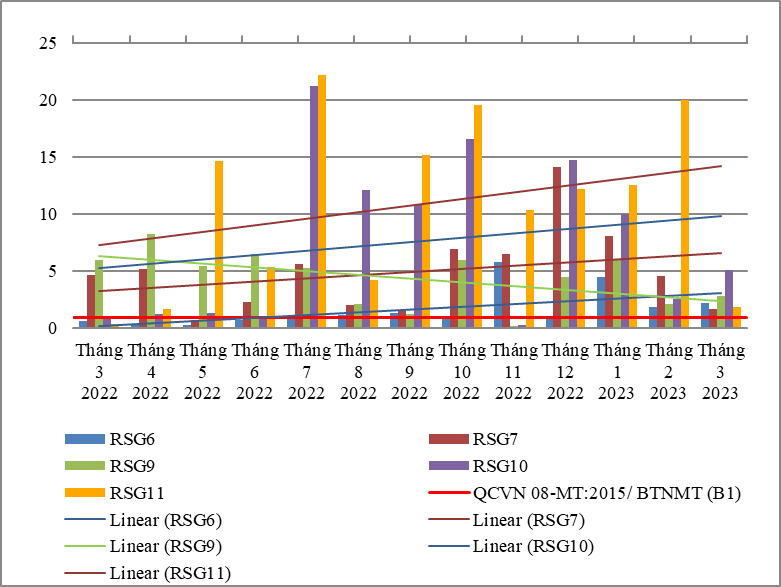 25
20
15
10
5
0
Tháng Tháng Tháng Tháng Tháng Tháng Tháng Tháng Tháng Tháng Tháng Tháng Tháng
3 4 5 6 7 8 9 10 11 12 1 2 3
2022 2022 2022 2022 2022 2022 2022 2022 2022 2022 2023 2023 2023
RSG6 RSG7
RSG9 RSG10
RSG11 QCVN 08-MT:2015/ BTNMT (B1)
Linear (RSG6) Linear (RSG7)
Linear (RSG9) Linear (RSG10)
Linear (RSG11)